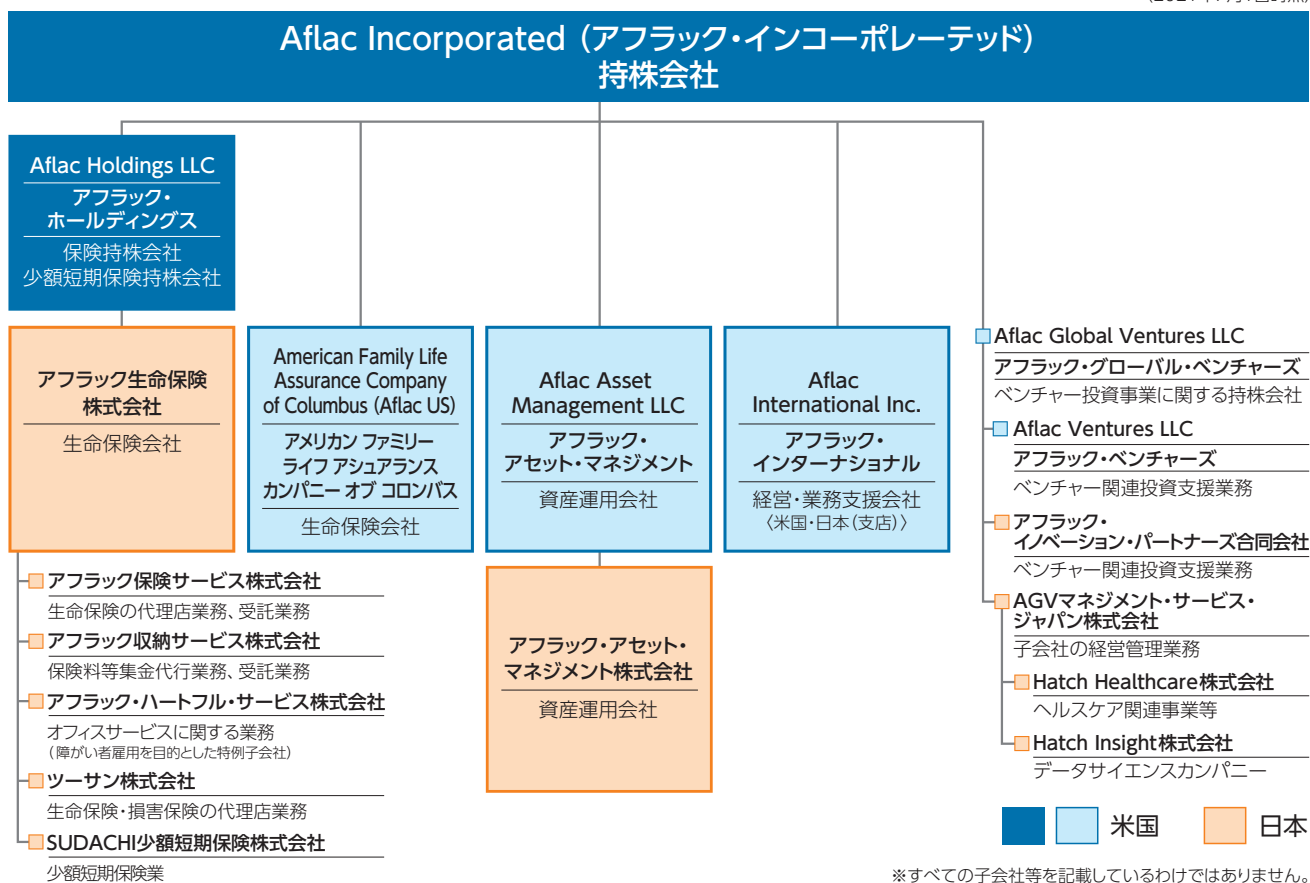 Aflac Incorporated（アフラック・インコーポレーテッド）
持株会社
Aflac Holdings LLC
アフラック・
ホールディングス
保険持株会社
少額短期保険持株会社
アフラック生命保険
株式会社
生命保険会社
アフラック保険サービス株式会社
生命保険の代理店業務、受託業務
アフラック収納サービス株式会社
保険料等集金代行業務、受託業務
アフラック・ハートフル・サービス株式会社
オフィスサービスに関する業務
（障がい者雇用を目的とした特例子会社）
ツーサン株式会社
生命保険・損害保険の代理店業務
SUDACHI少額短期保険株式会社
少額短期保険業
American Family Life
Assurance Company
of Columbus (Aflac US)
アメリカン ファミリー
ライフ アシュアランス
カンパニー オブ コロンバス
生命保険会社
Aflac Asset
Management LLC
アフラック・
アセット・マネジメント
資産運用会社
アフラック・アセット・
マネジメント株式会社
資産運用会社
Aflac
International Inc.
アフラック・
インターナショナル
経営・業務支援会社
〈米国・日本（支店）〉
Aflac Global Ventures LLC
アフラック・グローバル・ベンチャーズ
ベンチャー投資事業に関する持株会社
Aflac Ventures LLC
アフラック・ベンチャーズ
ベンチャー関連投資支援業務
アフラック・
イノベーション・パートナーズ合同会社
ベンチャー関連投資支援業務
AGVマネジメント・サービス・
ジャパン株式会社
子会社の経営管理業務
Hatch Healthcare株式会社
ヘルスケア関連事業等
Hatch Insight株式会社
データサイエンスカンパニー
米国
日本
※すべての子会社等を記載しているわけではありません。